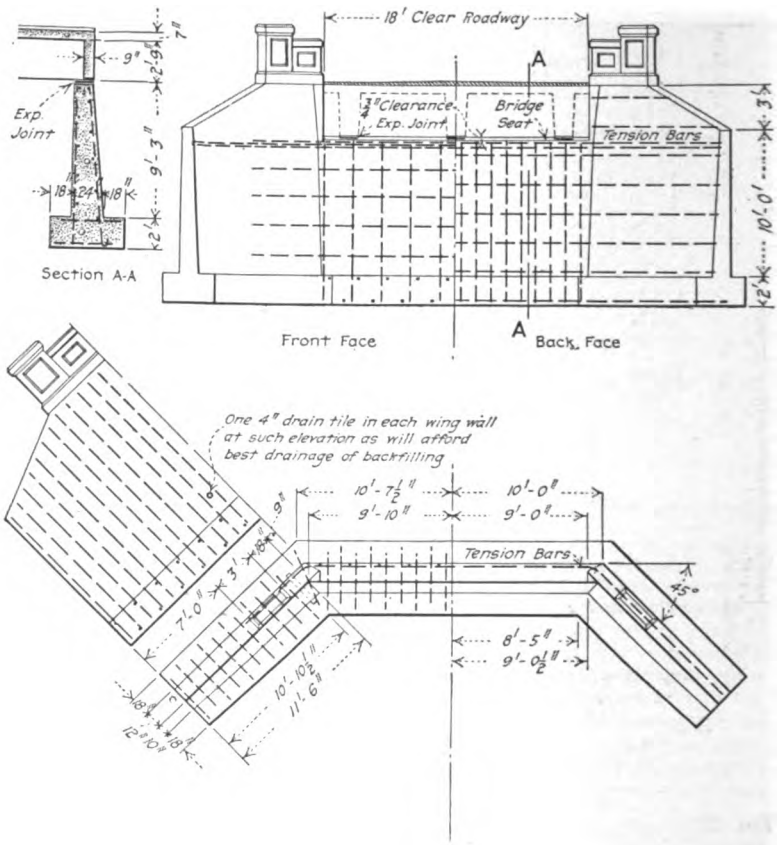 18' Clear Roadway
7"
9"
2'-9"
Exp.
Joint
9'-3"
18" 24" 18"
2'
Section A-A
A
3/4" Clearance
Exp. Joint
Bridge
Seat
Tension Bars
3'
10'-0'
2'
A
Front Face
Back Face
One 4" drain tile in each wing wall
at such elevation as will afford
best drainage of backfilling
10'-7 1/2"
10'-0"
9'-10"
9'-0"
9"
18"
3'
7'-0"
Tension Bars
45°
8'-5"
9'-0 1/2"
10'-10 1/2"
11'-6"
18"
12"
10"
18"